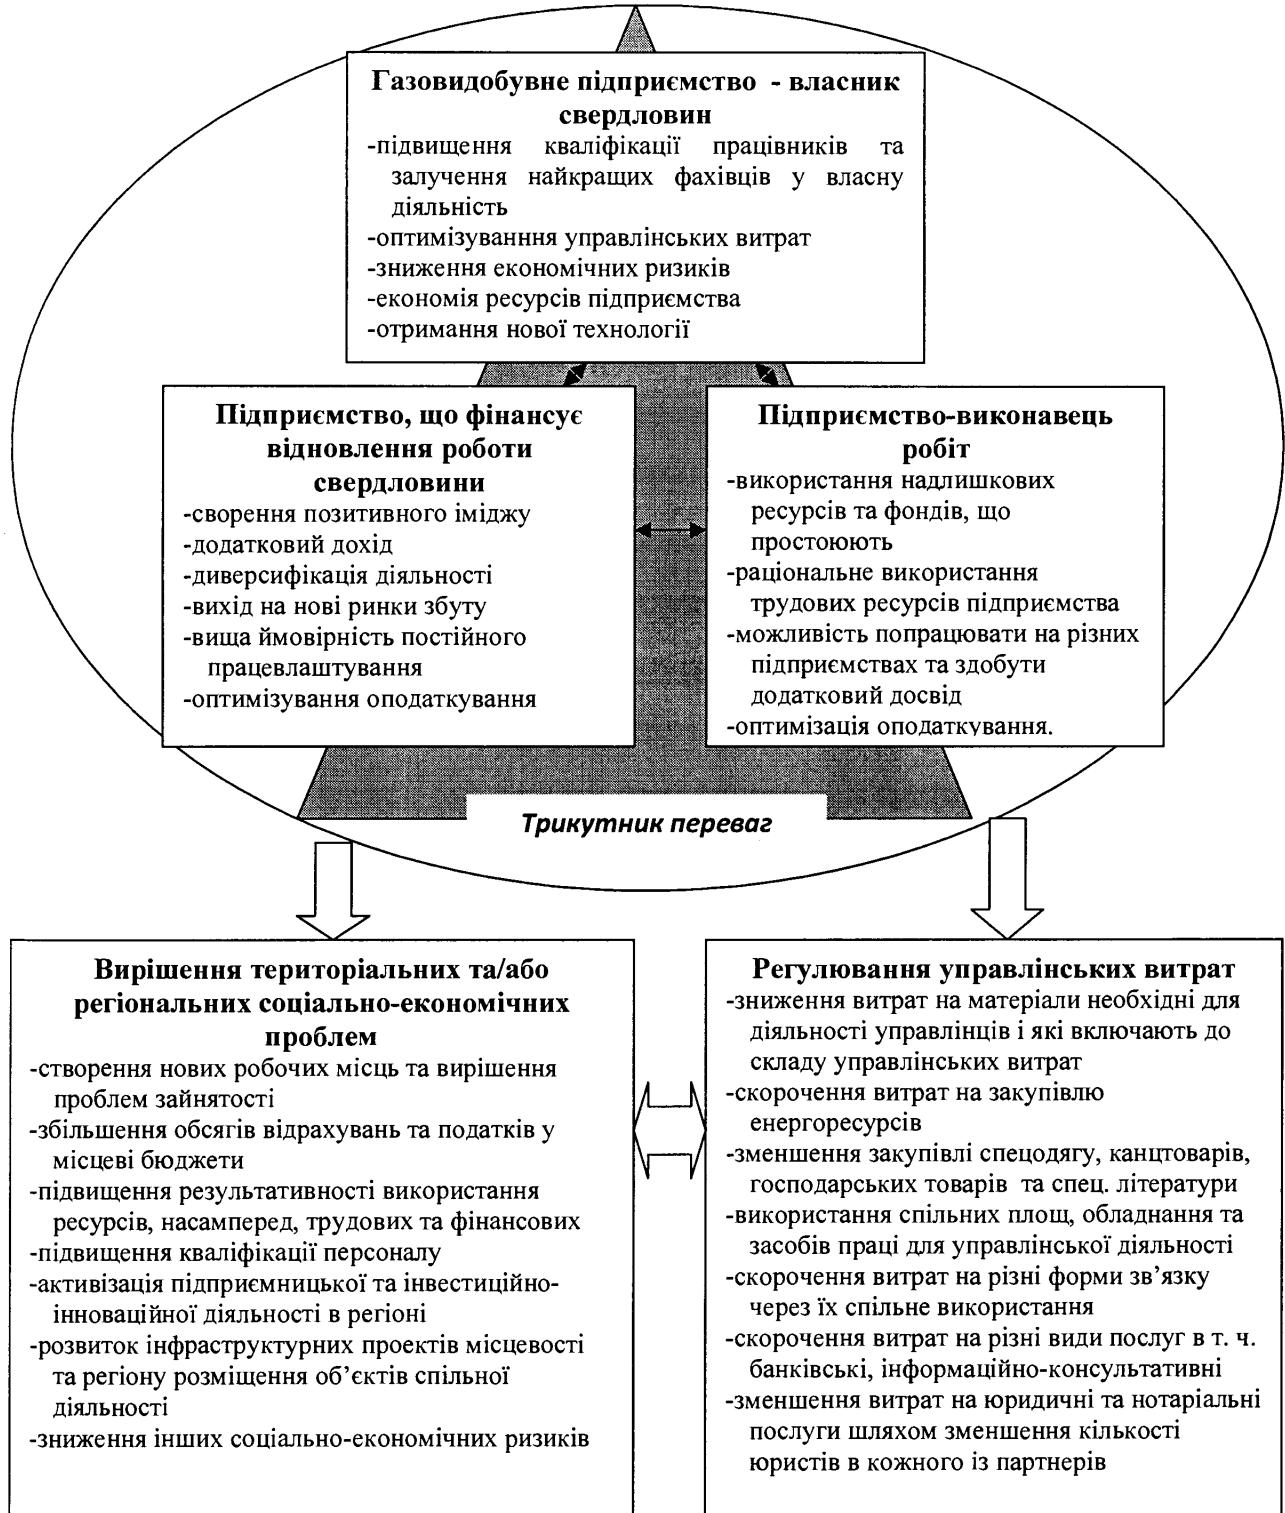 Газовидобувне підприємство - власник
свердловин
-підвищення кваліфікації працівників та
залучення найкращих фахівців у власну
діяльність
-оптимізуванння управлінських витрат
-зниження економічних ризиків
-економія ресурсів підприємства
-отримання нової технології
Підприємство, що фінансує
відновлення роботи
свердловини
-сворення позитивного іміджу
-додатковий дохід
-диверсифікація діяльності
-вихід на нові ринки збуту
-вища ймовірність постійного
працевлаштування
-оптимізування оподаткування
Підприємство-виконавець
робіт
-використання надлишкових
ресурсів та фондів, що
простоюють
-раціональне використання
трудових ресурсів підприємства
-можливість попрацювати на різних
підприємствах та здобути
додатковий досвід
-оптимізація оподаткування.
Трикутник переваг
Вирішення територіальних та/або
регіональних соціально-економічних
проблем
-створення нових робочих місць та вирішення
проблем зайнятості
-збільшення обсягів відрахувань та податків у
місцеві бюджети
-підвищення результативності використання
ресурсів, насамперед, трудових та фінансових
-підвищення кваліфікації персоналу
-активізація підприємницької та інвестиційно-
інноваційної діяльності в регіоні
-розвиток інфраструктурних проектів місцевості
та регіону розміщення об’єктів спільної
діяльності
-зниження інших соціально-економічних ризиків
Регулювання управлінських витрат
-зниження витрат на матеріали необхідні для
діяльності управлінців і які включають до
складу управлінських витрат
-скорочення витрат на закупівлю
енергоресурсів
-зменшення закупівлі спецодягу, канцтоварів,
господарських товарів та спец. літератури
-використання спільних площ, обладнання та
засобів праці для управлінської діяльності
-скорочення витрат на різні форми зв’язку
через їх спільне використання
-скорочення витрат на різні види послуг в т. ч.
банківські, інформаційно-консультативні
-зменшення витрат на юридичні та нотаріальні
послуги шляхом зменшення кількості
юристів в кожного із партнерів